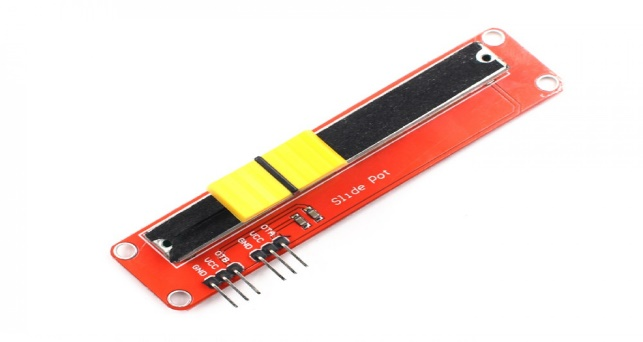 Slide Pot
OTA
VCC
GND
OTB
VCC
GND